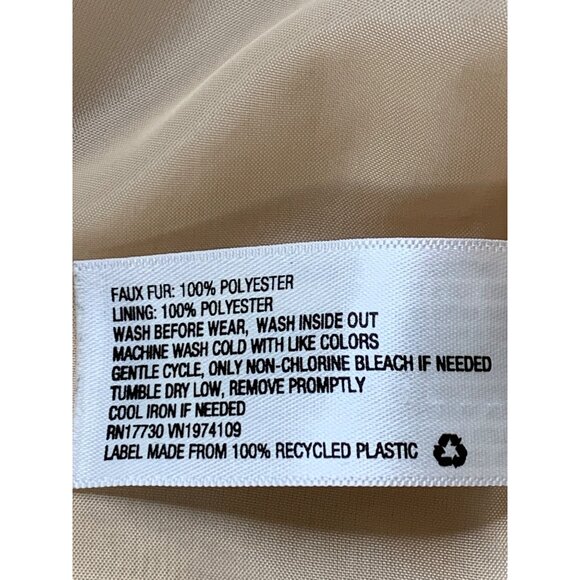 FAUX FUR: 100% POLYESTER
LINING: 100% POLYESTER
WASH BEFORE WEAR, WASH INSIDE OUT
MACHINE WASH COLD WITH LIKE COLORS
GENTLE CYCLE, ONLY NON-CHLORINE BLEACH IF NEEDED
TUMBLE DRY LOW, REMOVE PROMPTLY
COOL IRON IF NEEDED
RN17730 VN1974109
LABEL MADE FROM 100% RECYCLED PLASTIC